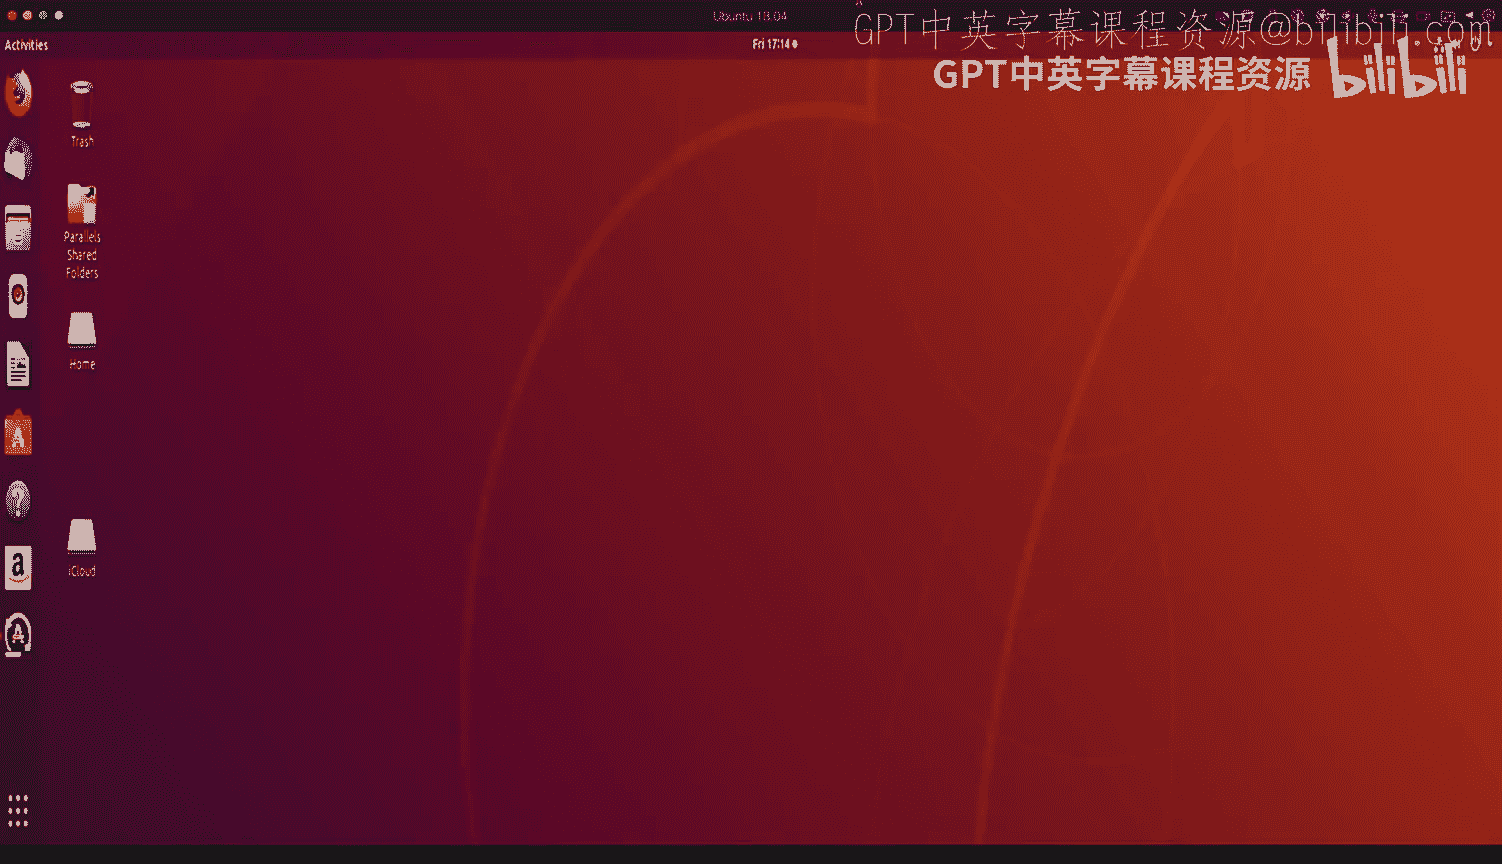 Ubuntu 18.04
GPT中英字幕课程资源@bilibili.com
Activities
Fri 17:14
GPT中英字幕课程资源 bilibili
Trash
Parallels
Shared
Folders
Home
iCloud